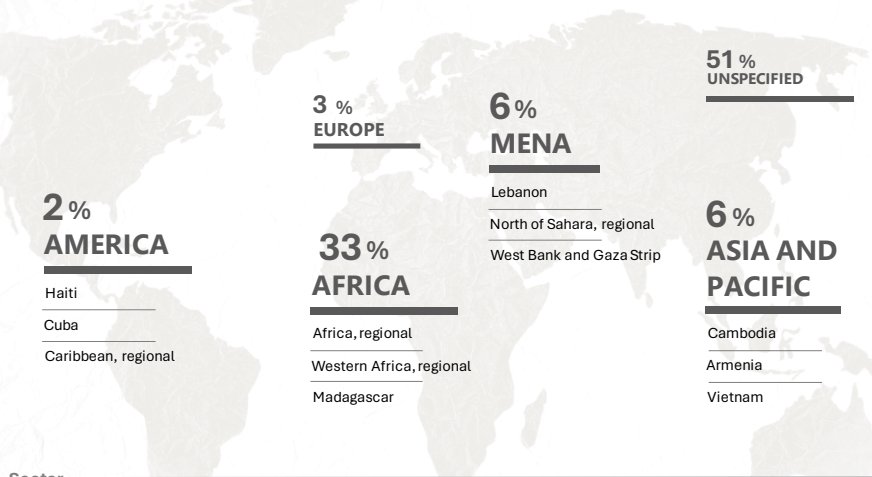 51 %
UNSPECIFIED
3 %
EUROPE
6 %
MENA
Lebanon
North of Sahara, regional
West Bank and Gaza Strip
2 %
AMERICA
Haiti
Cuba
Caribbean, regional
33 %
AFRICA
Africa, regional
Western Africa, regional
Madagascar
6 %
ASIA AND
PACIFIC
Cambodia
Armenia
Vietnam
Sector